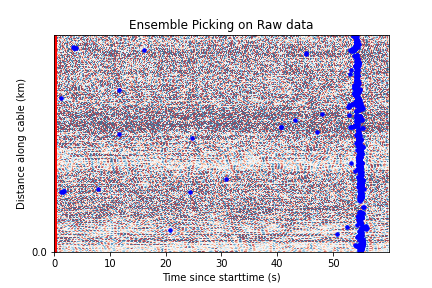 Ensemble Picking on Raw data
Distance along cable (km)
0.0
0 10 20 30 40 50
Time since starttime (s)